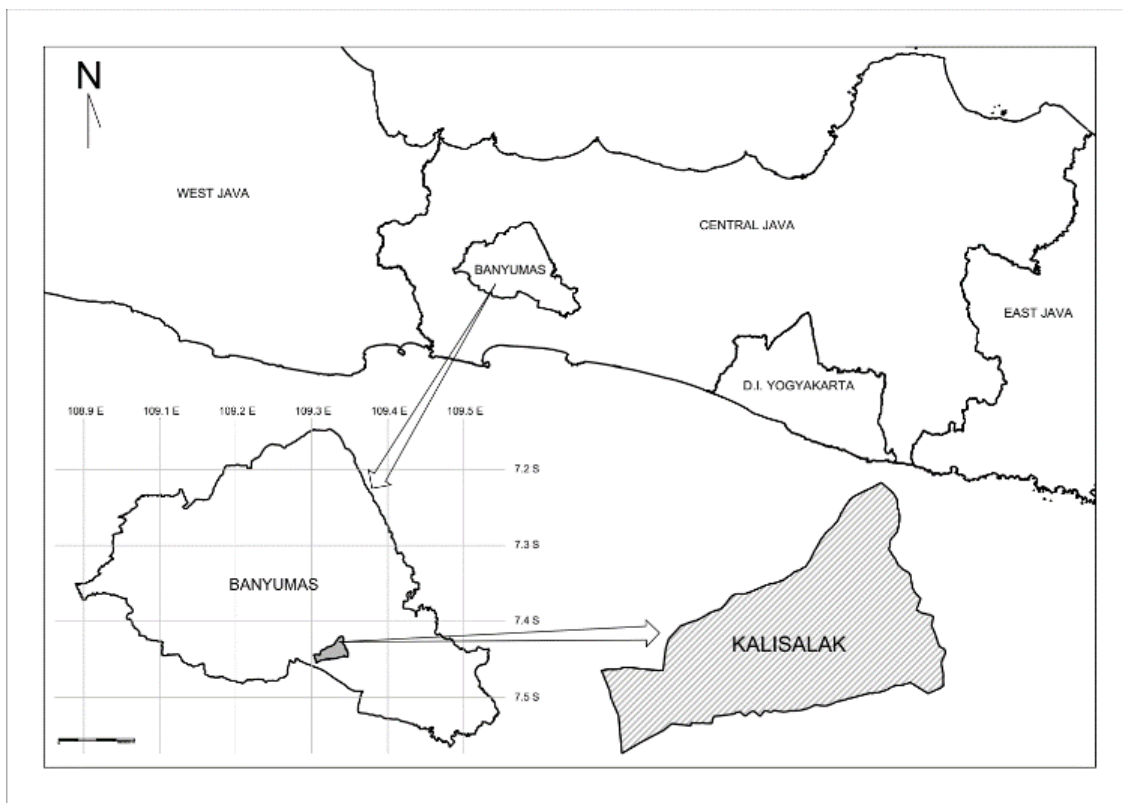 N
WEST JAVA
CENTRAL JAVA
BANYUMAS
EAST JAVA
D.I. YOGYAKARTA
108.9 E 109.1 E 109.2 E 109.3 E 109.4 E 109.5 E
7.2 S
7.3 S
BANYUMAS
7.4 S
KALISALAK
7.5 S